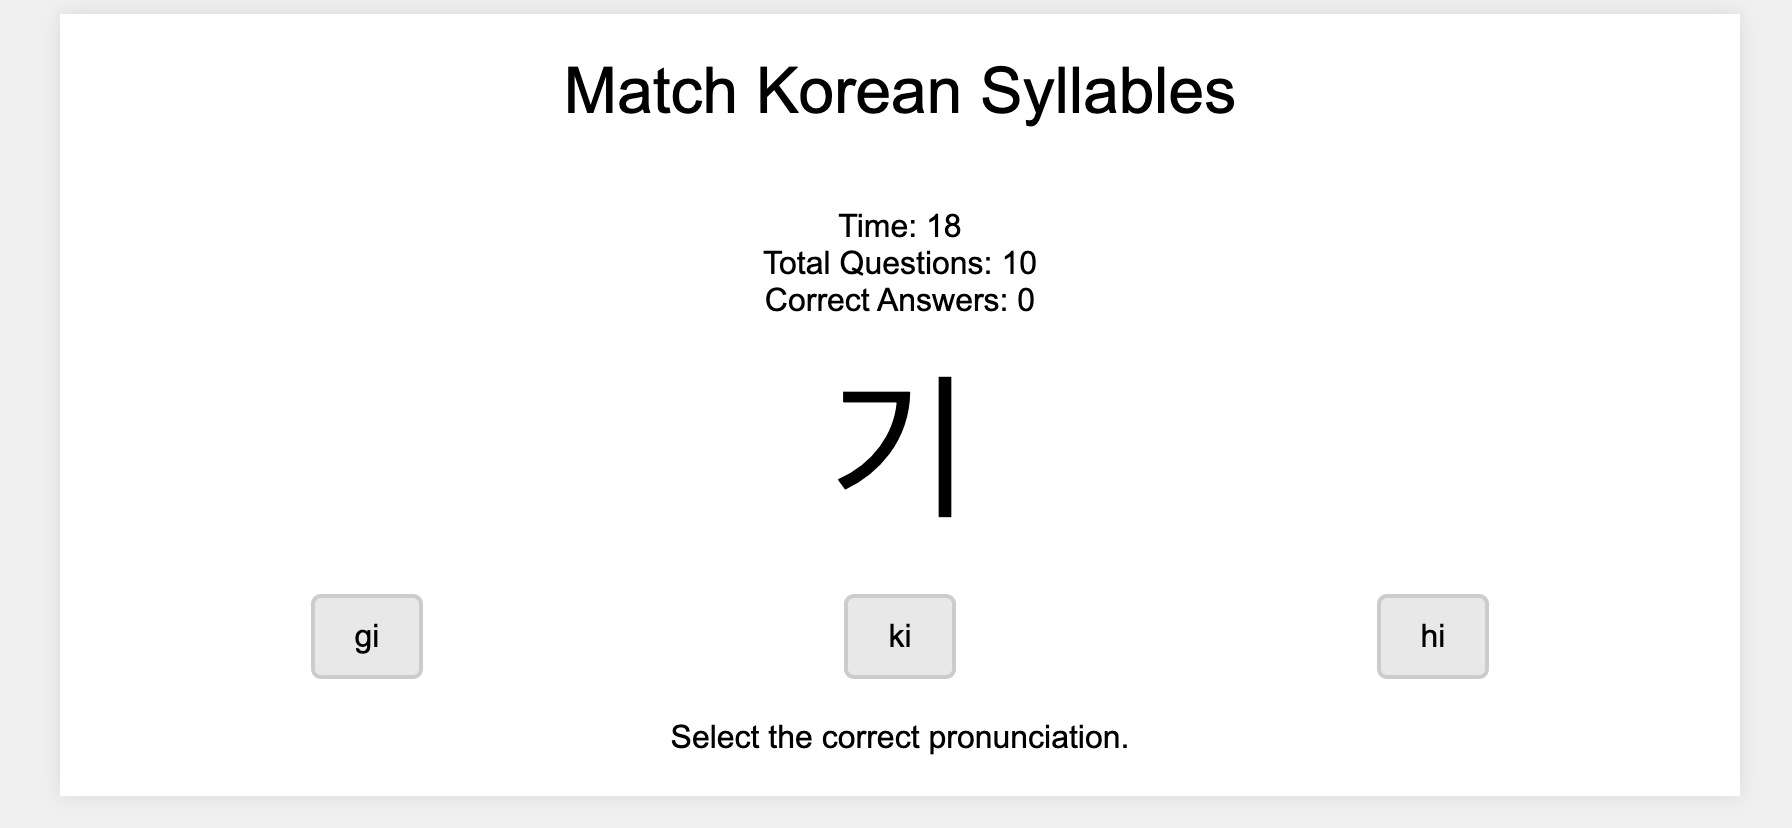 Match Korean Syllables
Time: 18
Total Questions: 10
Correct Answers: 0
기
gi
ki
hi
Select the correct pronunciation.